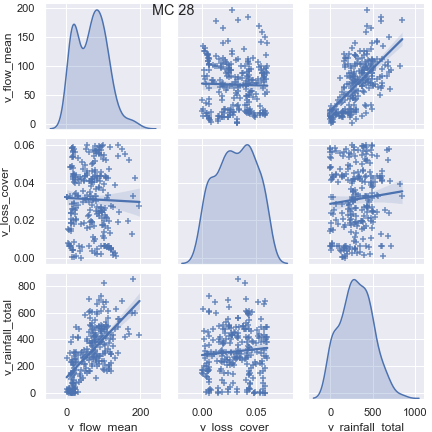 MC 28
200
150
100
50
0
v_flow_mean
0.06
0.04
0.02
0.00
v_loss_cover
800
600
400
200
0
v_rainfall_total
0 200
0.00 0.05
0 500 1000
v_flow_mean v_loss_cover v_rainfall_total